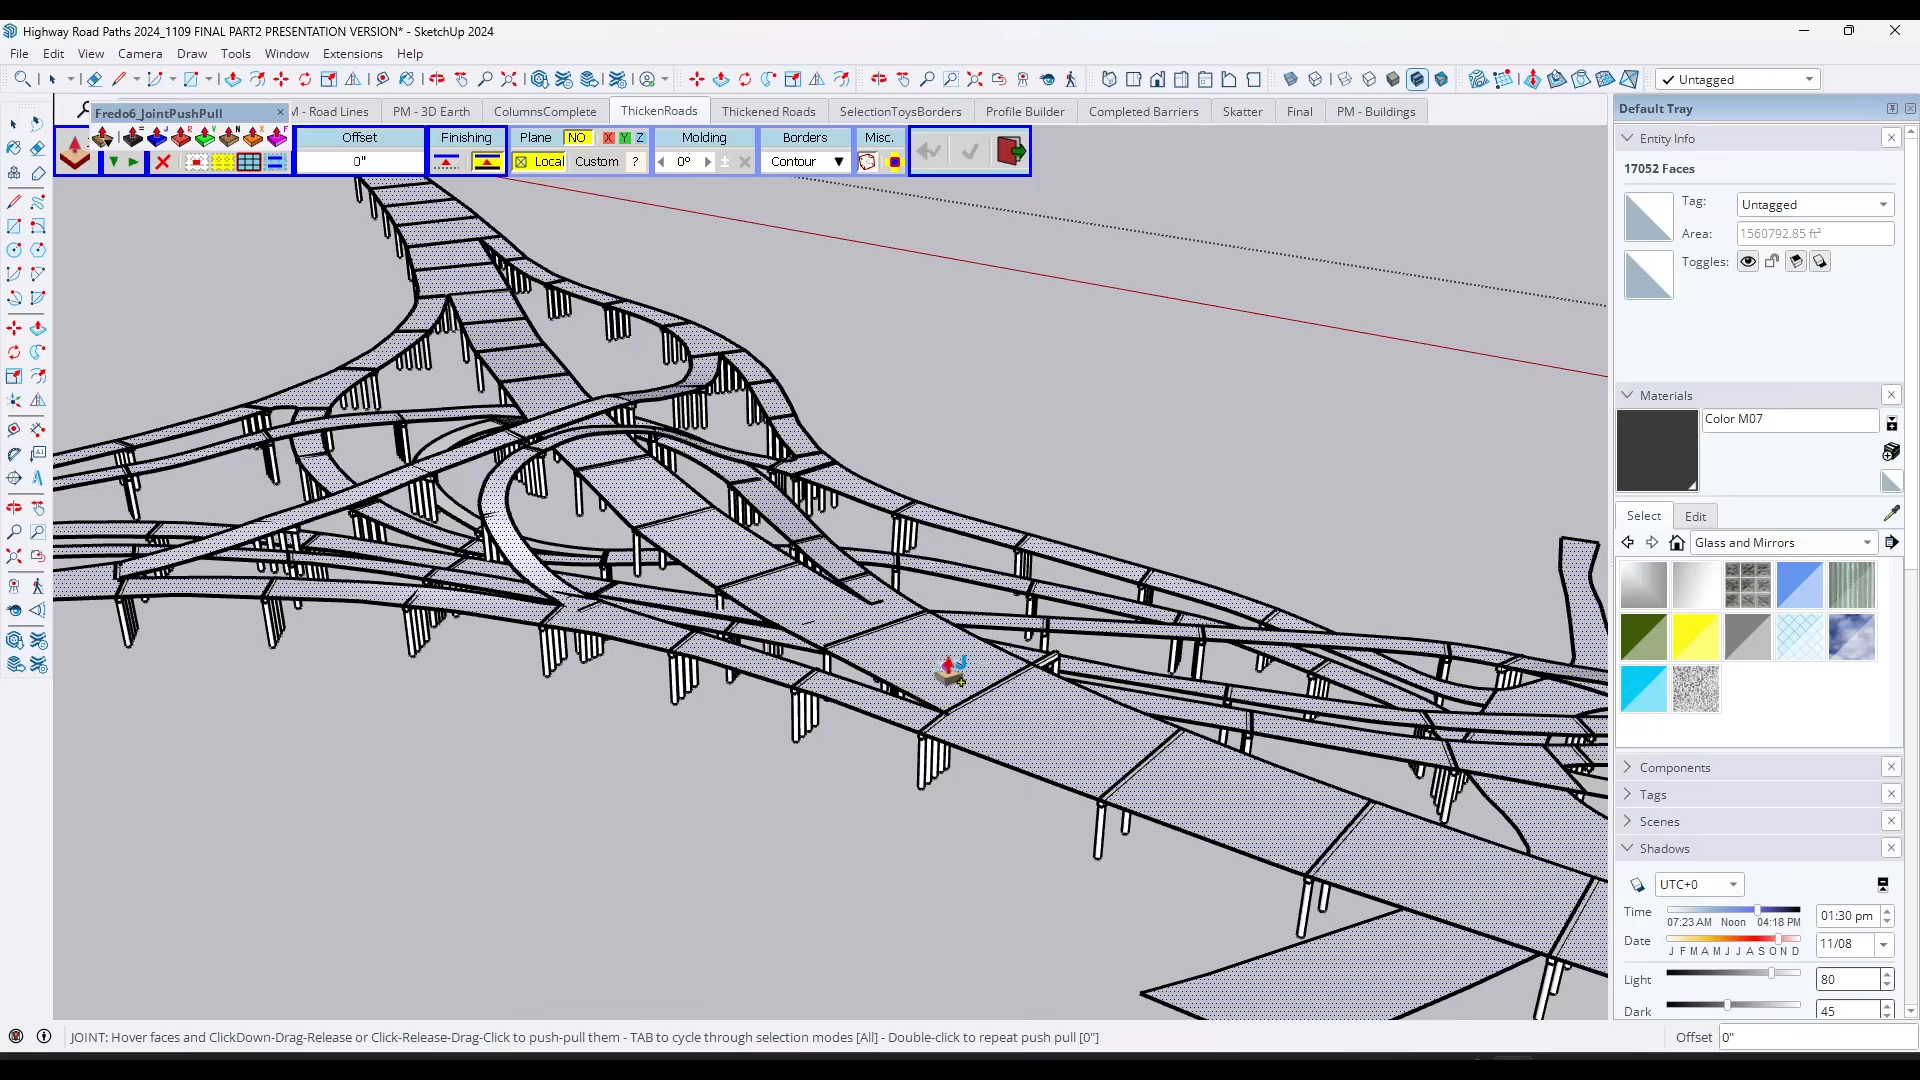 Highway Road Paths 2024_1109 FINAL PART2 PRESENTATION VERSION* - SketchUp 2024
File Edit View Camera Draw Tools Window Extensions Help
Untagged
Fredo6_JointPushPull
M - Road Lines PM - 3D Earth ColumnsComplete ThickenRoads Thickened Roads SelectionToysBorders Profile Builder Completed Barriers Skatter Final PM - Buildings
Offset Finishing Plane NO X Y Z Molding Borders Misc.
0" Local Custom ? 0° Contour
Default Tray
Entity Info
17052 Faces
Tag: Untagged
Area: 1560792.85 ft²
Toggles:
Materials
Color M07
Select Edit
Glass and Mirrors
Components
Tags
Scenes
Shadows
UTC+0
Time 07:23 AM Noon 04:18 PM 01:30 pm
Date J F M A M J J A S O N D 11/08
Light 80
Dark 45
JOINT: Hover faces and ClickDown-Drag-Release or Click-Release-Drag-Click to push-pull them - TAB to cycle through selection modes [All] - Double-click to repeat push pull [0"]
Offset 0"